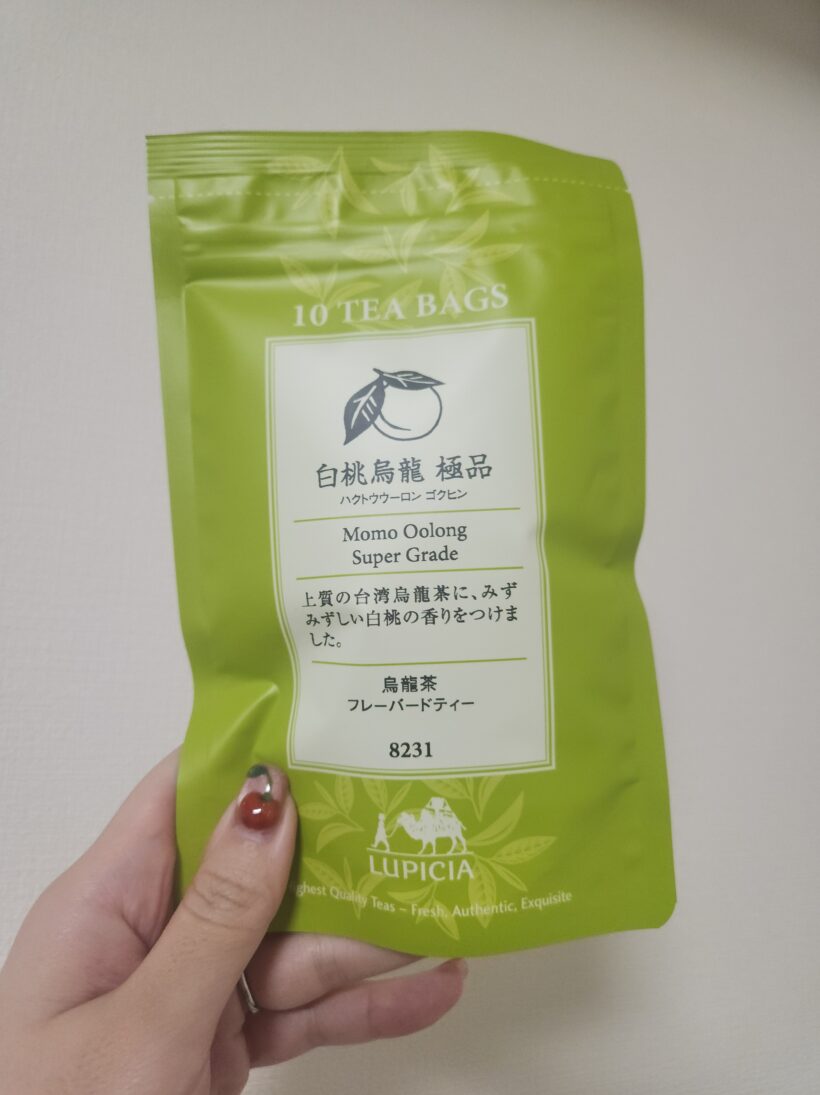 10 TEA BAGS
白桃烏龍 極品
ハクトウウーロン ゴクヒン
Momo Oolong
Super Grade
上質の台湾烏龍茶に、みず
みずしい白桃の香りをつけま
した。
烏龍茶
フレーバードティー
8231
LUPICIA
Quality Teas – Fresh, Authentic, Exquisite